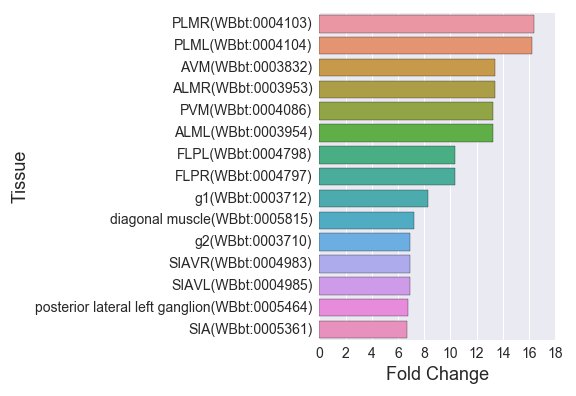 PLMR(WBbt:0004103)
PLML(WBbt:0004104)
AVM(WBbt:0003832)
ALMR(WBbt:0003953)
PVM(WBbt:0004086)
ALML(WBbt:0003954)
FLPL(WBbt:0004798)
FLPR(WBbt:0004797)
g1(WBbt:0003712)
diagonal muscle(WBbt:0005815)
g2(WBbt:0003710)
SIAVR(WBbt:0004983)
SIAVL(WBbt:0004985)
posterior lateral left ganglion(WBbt:0005464)
SIA(WBbt:0005361)
Tissue
0 2 4 6 8 10 12 14 16 18
Fold Change